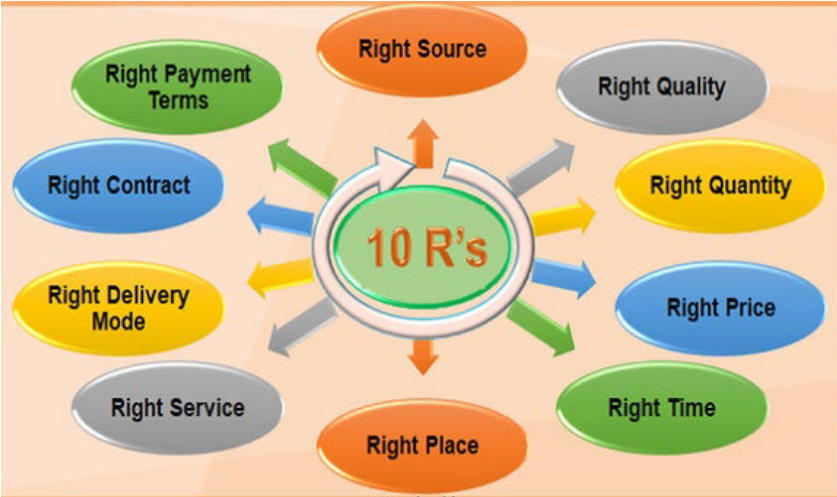 Right Source
Right Quality
Right Quantity
Right Price
Right Time
Right Place
Right Service
Right Delivery
Mode
Right Contract
Right Payment
Terms
10 R's